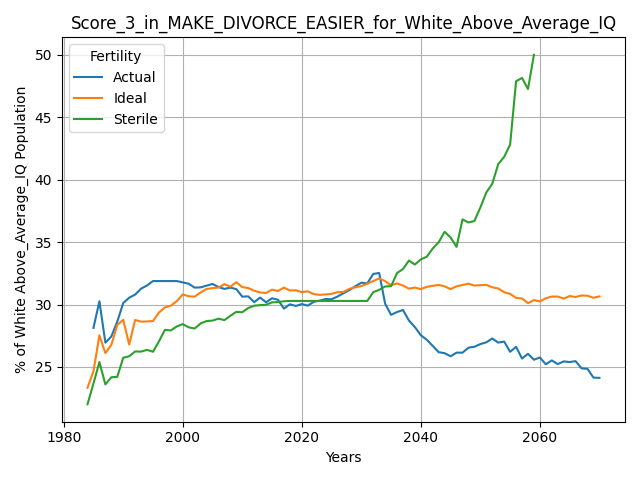 Score_3_in_MAKE_DIVORCE_EASIER_for_White_Above_Average_IQ
% of White Above_Average_IQ Population
50
45
40
35
30
25
Fertility
Actual
Ideal
Sterile
1980
2000
2020
2040
2060
Years